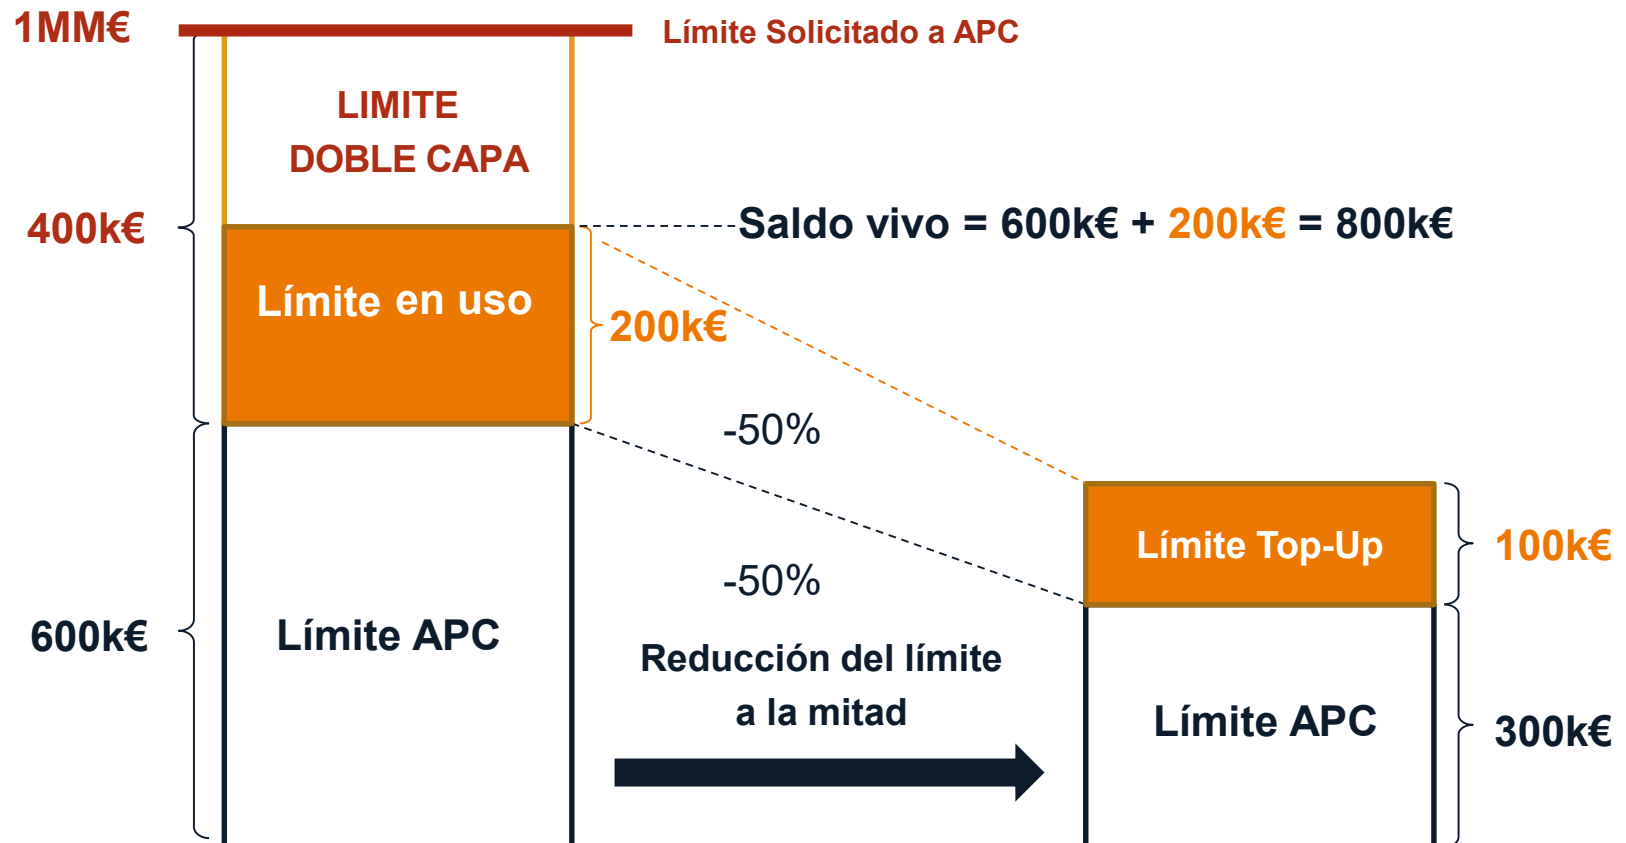 1MM€
Límite Solicitado a APC
LIMITE
DOBLE CAPA
400k€
Saldo vivo = 600k€ + 200k€ = 800k€
Límite en uso
200k€
-50%
Límite Top-Up
100k€
-50%
600k€
Límite APC
Reducción del límite
a la mitad
Límite APC
300k€